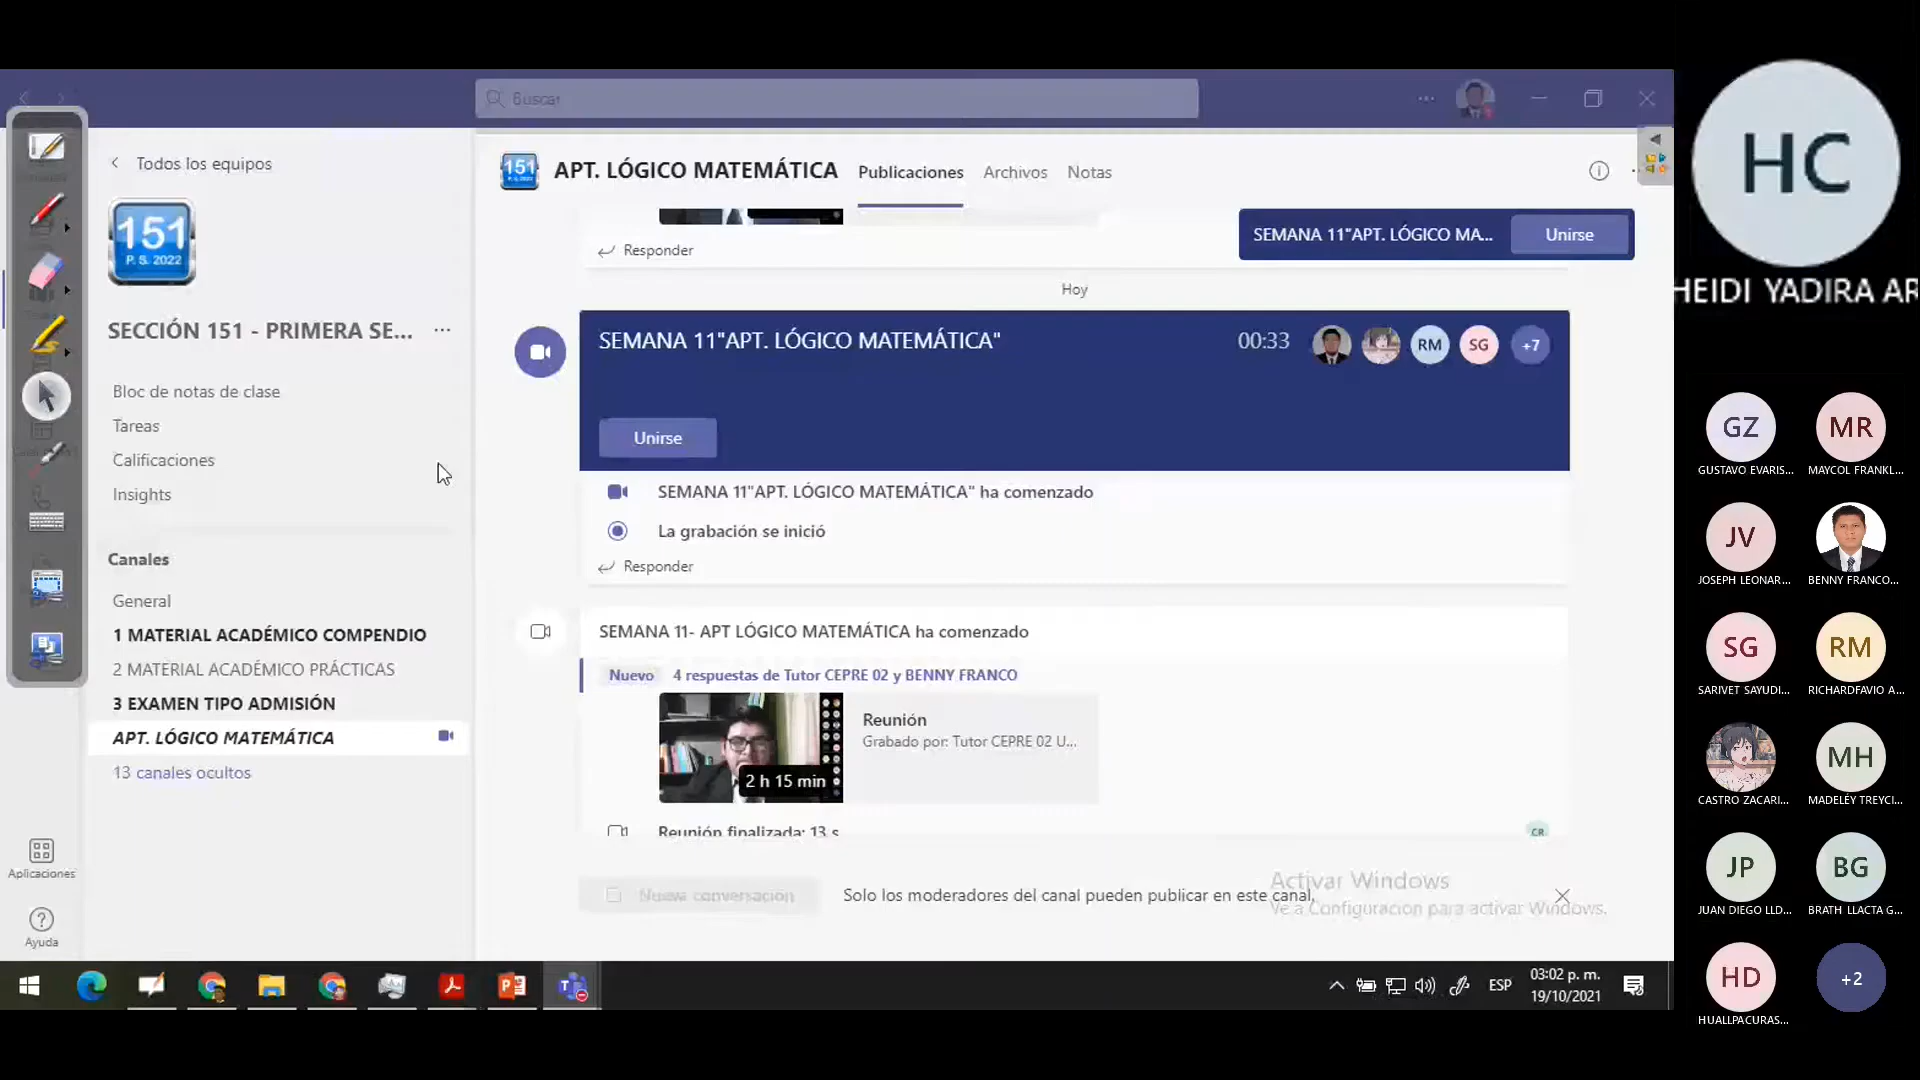 Buscar
Todos los equipos
151
P. S. 2022
SECCIÓN 151 - PRIMERA SE...
Bloc de notas de clase
Tareas
Calificaciones
Insights
Canales
General
1 MATERIAL ACADÉMICO COMPENDIO
2 MATERIAL ACADÉMICO PRÁCTICAS
3 EXAMEN TIPO ADMISIÓN
APT. LÓGICO MATEMÁTICA
13 canales ocultos
Aplicaciones
Ayuda
151
APT. LÓGICO MATEMÁTICA
Publicaciones
Archivos
Notas
Responder
SEMANA 11"APT. LÓGICO MA...
Unirse
Hoy
SEMANA 11"APT. LÓGICO MATEMÁTICA"
00:33
RM
SG
+7
Unirse
SEMANA 11"APT. LÓGICO MATEMÁTICA" ha comenzado
La grabación se inició
Responder
SEMANA 11- APT LÓGICO MATEMÁTICA ha comenzado
Nuevo 4 respuestas de Tutor CEPRE 02 y BENNY FRANCO
2 h 15 min
Reunión
Grabado por: Tutor CEPRE 02 U...
Reunión finalizada: 13 s
CR
Nueva conversación
Solo los moderadores del canal pueden publicar en este canal.
Activar Windows
Ve a Configuración para activar Windows.
ESP
03:02 p. m.
19/10/2021
HC
HEIDI YADIRA AR
GZ
GUSTAVO EVARIS...
MR
MAYCOL FRANKL...
JV
JOSEPH LEONAR...
BENNY FRANCO...
SG
SARIVET SAYUDI...
RM
RICHARDFAVIO A...
CASTRO ZACARI...
MH
MADELÉY TREYCI...
JP
JUAN DIEGO LLD...
BG
BRATH LLACTA G...
HD
HUALLPACURAS...
+2